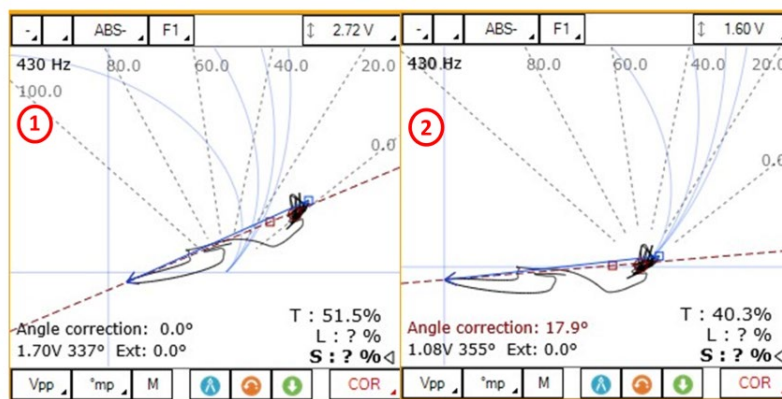 - ABS- F1 ↕ 2.72 V
430 Hz 80.0 60.0 40.0 20.0
100.0
1
0.0
T : 51.5%
Angle correction: 0.0° L : ? %
1.70V 337° Ext: 0.0° S : ? %
Vpp °mp M COR
- ABS- F1 ↕ 1.60 V
430 Hz 80.0 60.0 40.0 20.0
2
T : 40.3%
Angle correction: 17.9° L : ? %
1.08V 355° Ext: 0.0° S : ? %
Vpp °mp M COR